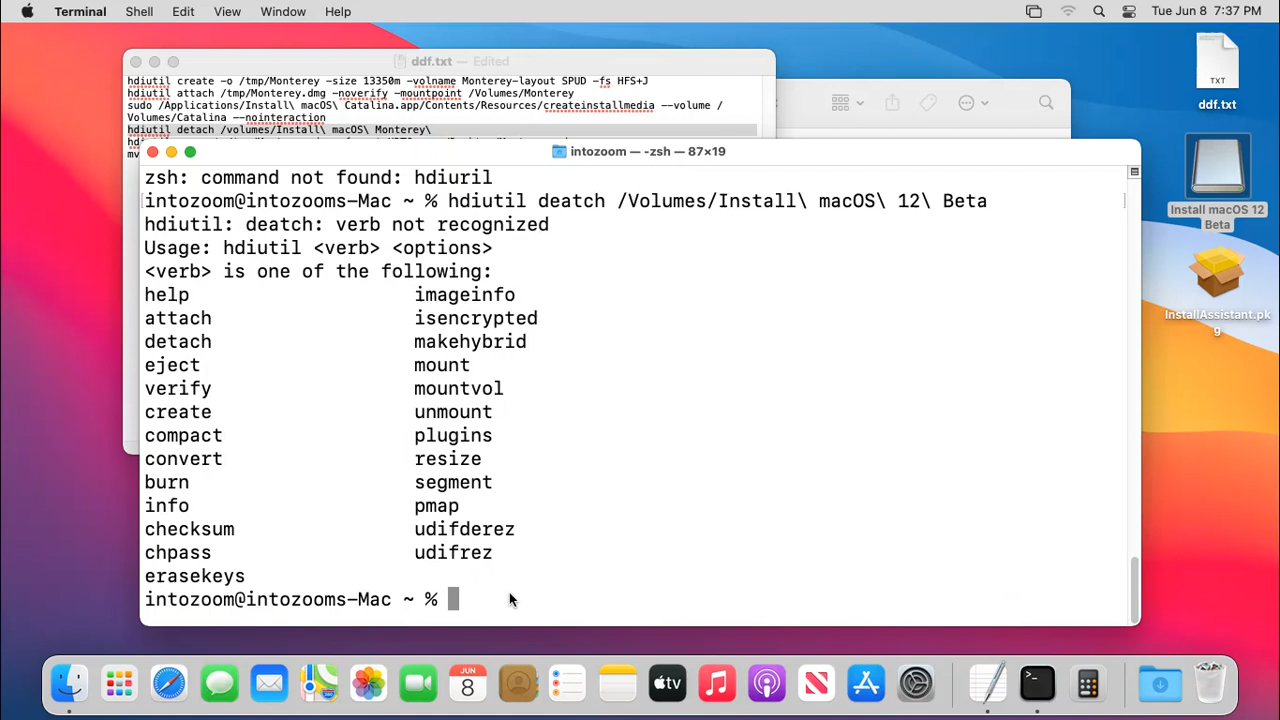 Terminal Shell Edit View Window Help Tue Jun 8 7:37 PM
ddf.txt — Edited
hdiutil create -o /tmp/Monterey -size 13350m -volname Monterey-layout SPUD -fs HFS+J
hdiutil attach /tmp/Monterey.dmg -noverify -mountpoint /Volumes/Monterey
sudo /Applications/Install\ macOS\ Catalina.app/Contents/Resources/createinstallmedia --volume /
Volumes/Catalina --nointeraction
hdiutil detach /volumes/Install\ macOS\ Monterey\
intozoom — -zsh — 87×19
zsh: command not found: hdiuril
intozoom@intozooms-Mac ~ % hdiutil deatch /Volumes/Install\ macOS\ 12\ Beta
hdiutil: deatch: verb not recognized
Usage: hdiutil <verb> <options>
<verb> is one of the following:
help imageinfo
attach isencrypted
detach makehybrid
eject mount
verify mountvol
create unmount
compact plugins
convert resize
burn segment
info pmap
checksum udifderez
chpass udifrez
erasekeys
intozoom@intozooms-Mac ~ %
TXT
ddf.txt
Install macOS 12
Beta
InstallAssistant.pk
g
JUN
8
tv
>_